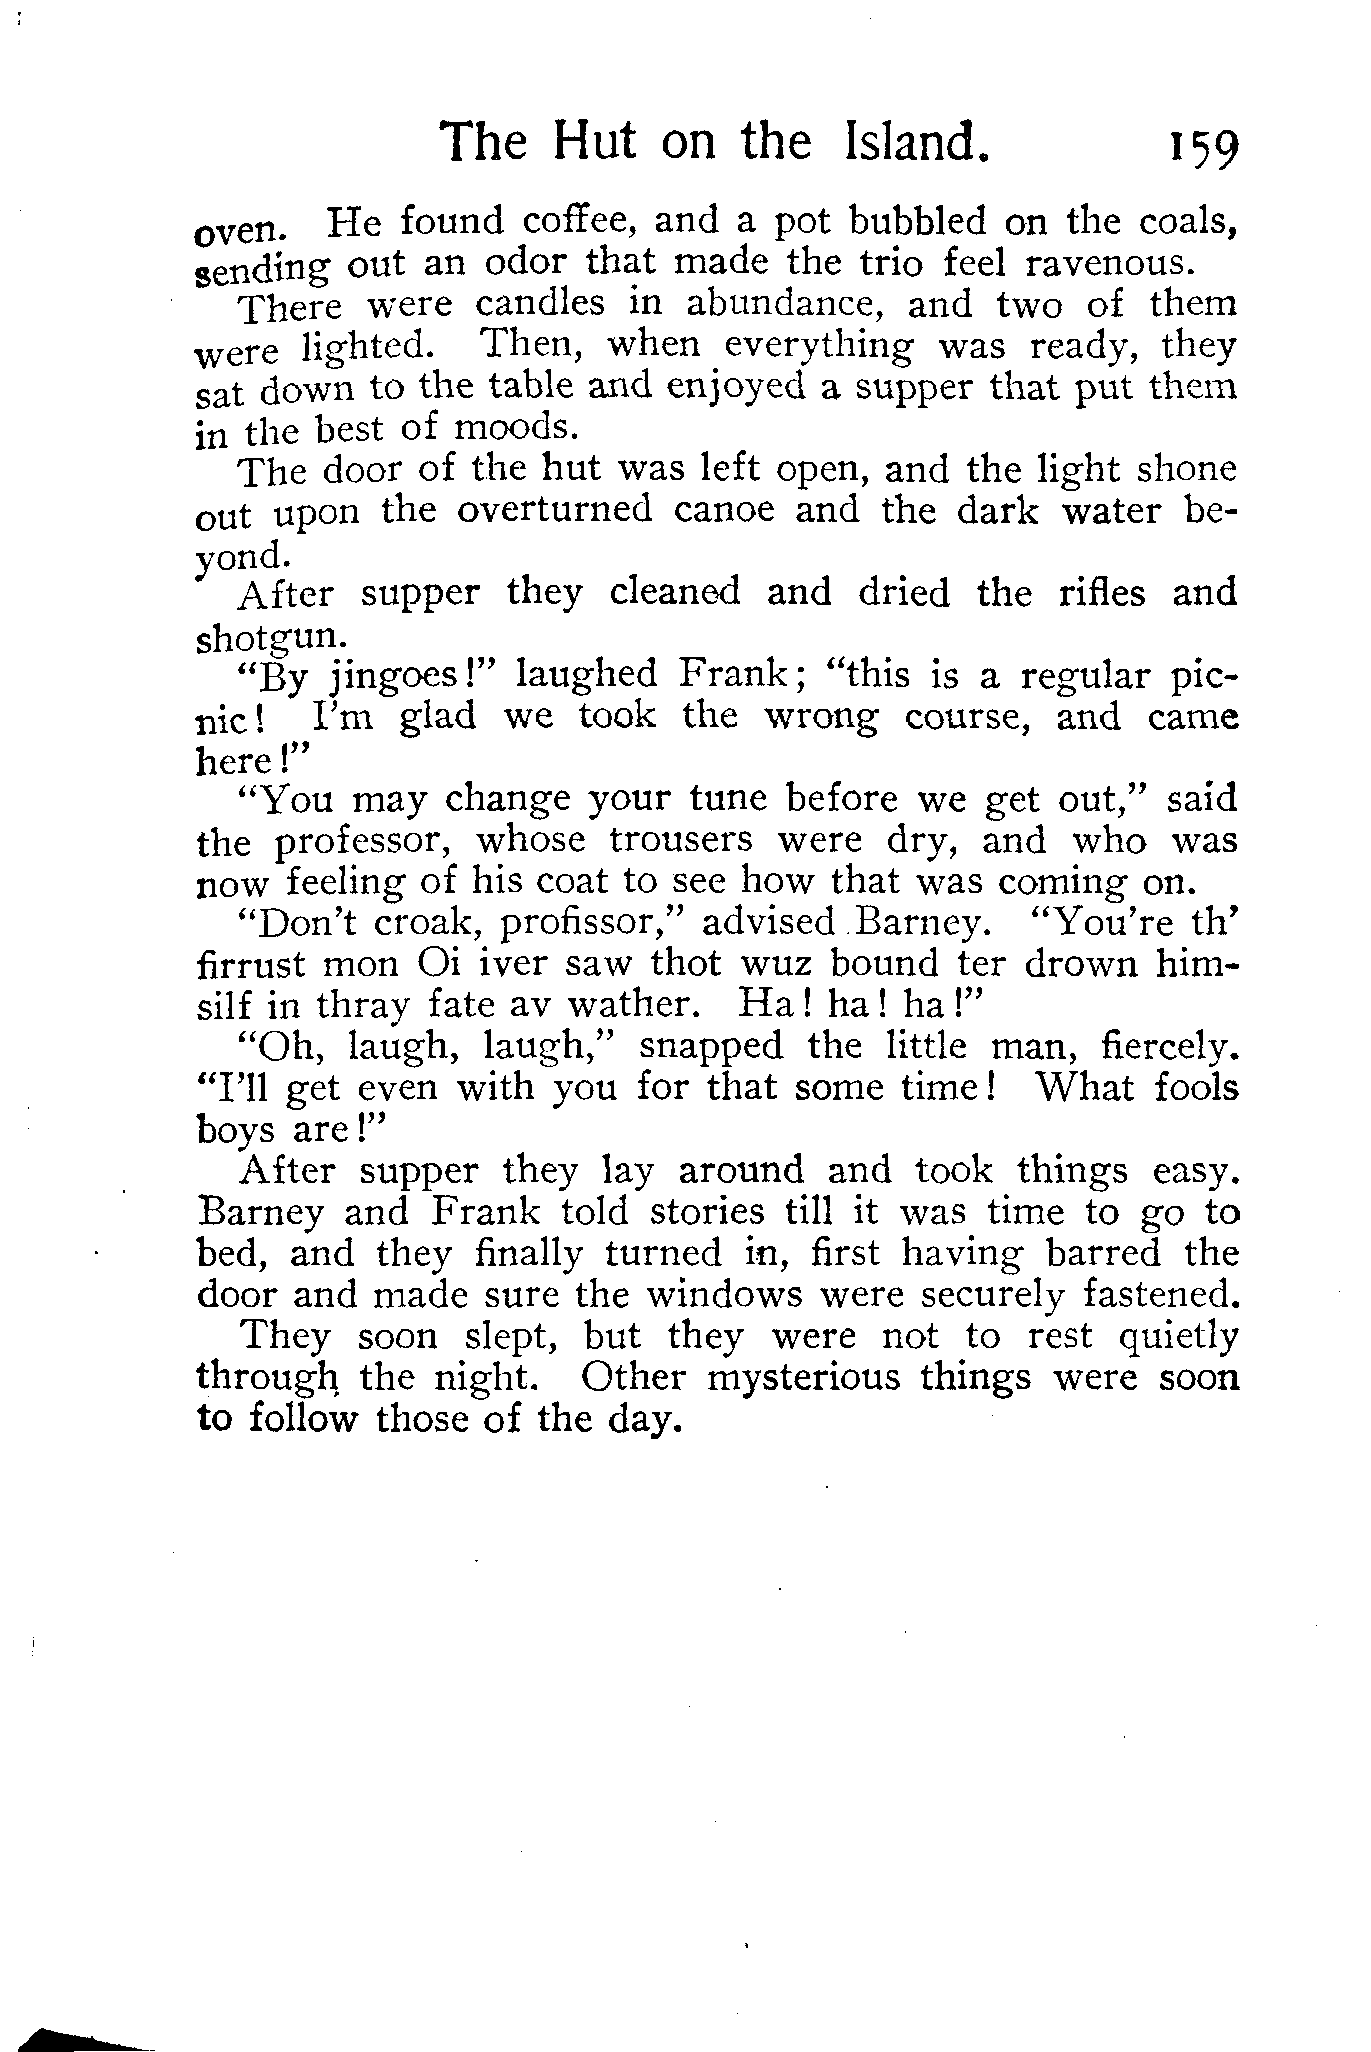 The Hut on the Island. 159
oven. He found coffee, and a pot bubbled on the coals,
sending out an odor that made the trio feel ravenous.
There were candles in abundance, and two of them
were lighted. Then, when everything was ready, they
sat down to the table and enjoyed a supper that put them
in the best of moods.
The door of the hut was left open, and the light shone
out upon the overturned canoe and the dark water be-
yond.
After supper they cleaned and dried the rifles and
shotgun.
"By jingoes!" laughed Frank; "this is a regular pic-
nic! I'm glad we took the wrong course, and came
here!"
"You may change your tune before we get out," said
the professor, whose trousers were dry, and who was
now feeling of his coat to see how that was coming on.
"Don't croak, profissor," advised Barney. "You're th'
firrust mon Oi iver saw thot wuz bound ter drown him-
silf in thray fate av wather. Ha! ha! ha!"
"Oh, laugh, laugh," snapped the little man, fiercely.
"I'll get even with you for that some time! What fools
boys are!"
After supper they lay around and took things easy.
Barney and Frank told stories till it was time to go to
bed, and they finally turned in, first having barred the
door and made sure the windows were securely fastened.
They soon slept, but they were not to rest quietly
through the night. Other mysterious things were soon
to follow those of the day.